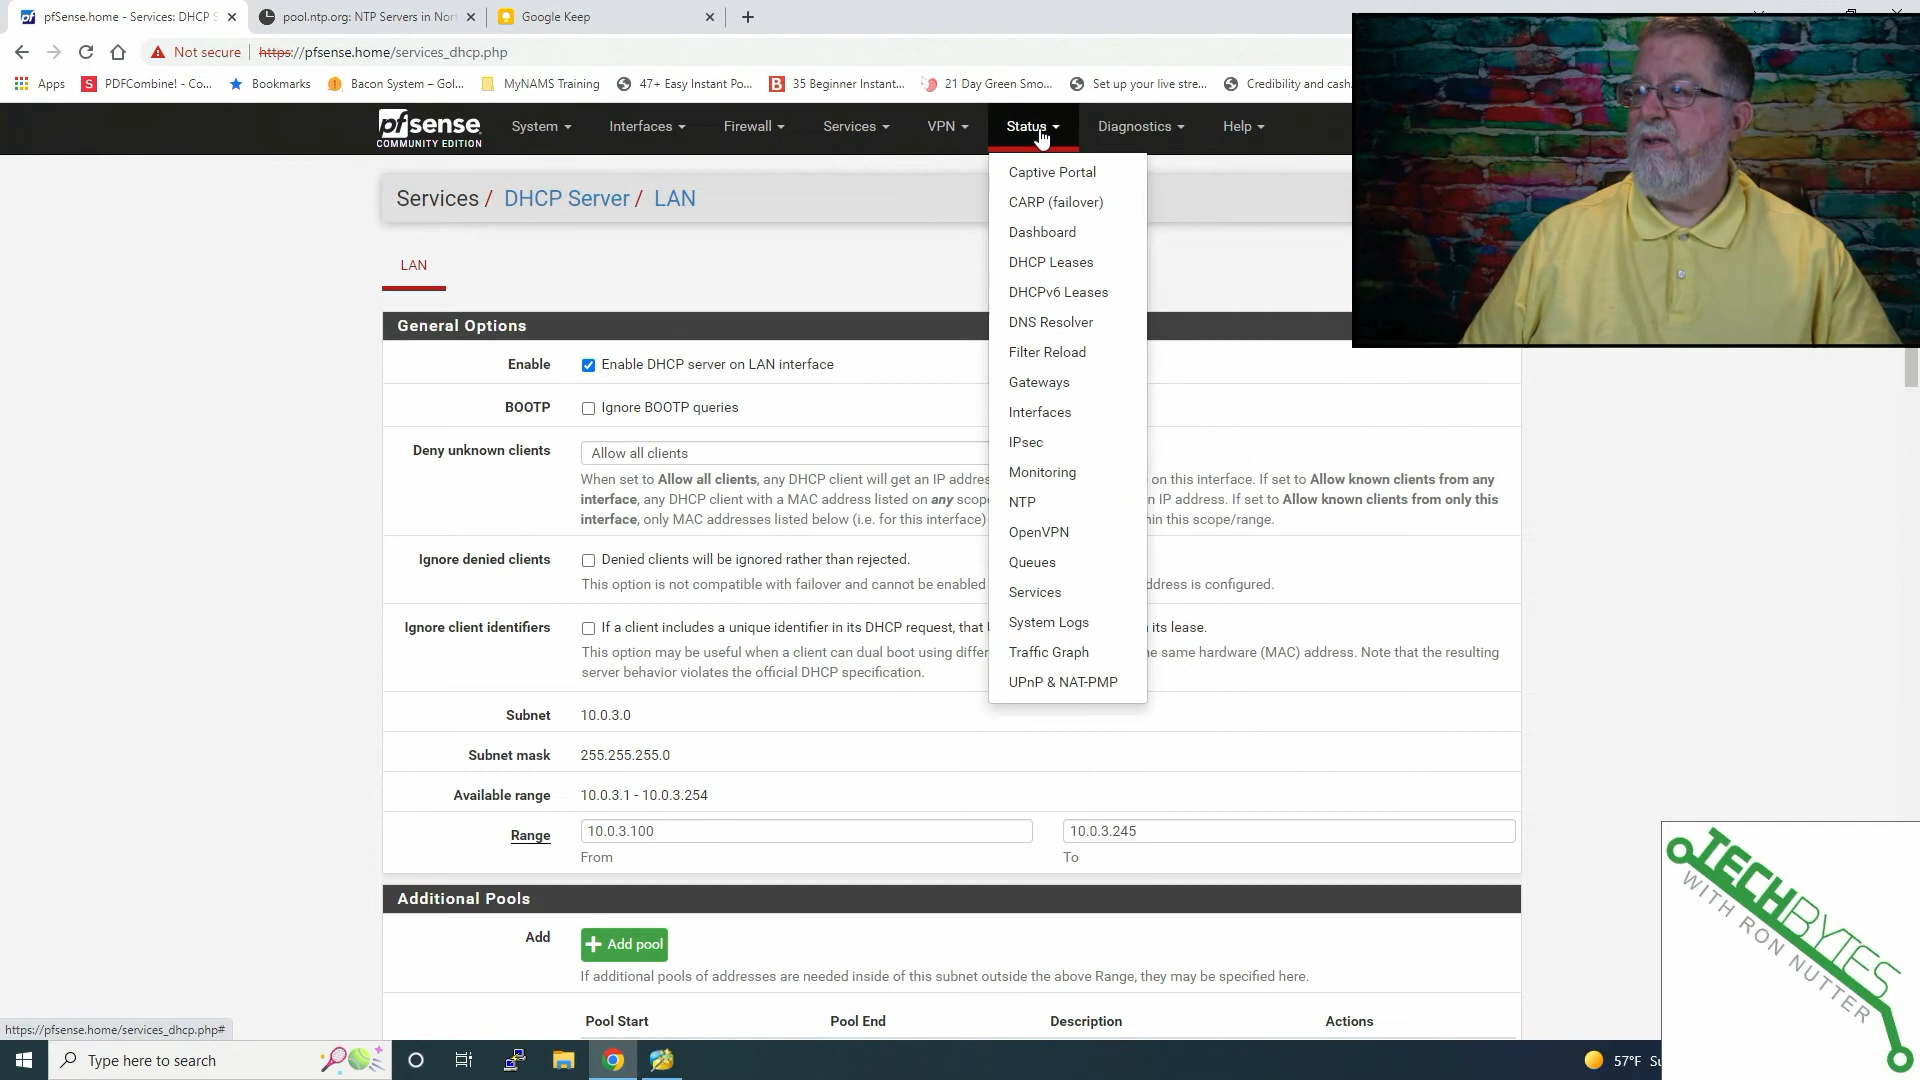 pfSense.home - Services: DHCP S
pool.ntp.org: NTP Servers in Nor
Google Keep
Not secure
https://pfsense.home/services_dhcp.php
Apps
PDFCombine! - Co...
Bookmarks
Bacon System – Gol...
MyNAMS Training
47+ Easy Instant Po...
35 Beginner Instant...
21 Day Green Smo...
Set up your live stre...
Credibility and cash
pfsense
COMMUNITY EDITION
System
Interfaces
Firewall
Services
VPN
Status
Diagnostics
Help
Captive Portal
CARP (failover)
Dashboard
DHCP Leases
DHCPv6 Leases
DNS Resolver
Filter Reload
Gateways
Interfaces
IPsec
Monitoring
NTP
OpenVPN
Queues
Services
System Logs
Traffic Graph
UPnP & NAT-PMP
Services / DHCP Server / LAN
LAN
General Options
Enable
Enable DHCP server on LAN interface
BOOTP
Ignore BOOTP queries
Deny unknown clients
Allow all clients
When set to Allow all clients, any DHCP client will get an IP addre on this interface. If set to Allow known clients from any
interface, any DHCP client with a MAC address listed on any scop n IP address. If set to Allow known clients from only this
interface, only MAC addresses listed below (i.e. for this interface) hin this scope/range.
Ignore denied clients
Denied clients will be ignored rather than rejected.
This option is not compatible with failover and cannot be enabled ddress is configured.
Ignore client identifiers
If a client includes a unique identifier in its DHCP request, that its lease.
This option may be useful when a client can dual boot using differ he same hardware (MAC) address. Note that the resulting
server behavior violates the official DHCP specification.
Subnet
10.0.3.0
Subnet mask
255.255.255.0
Available range
10.0.3.1 - 10.0.3.254
Range
10.0.3.100
10.0.3.245
From
To
Additional Pools
Add
Add pool
If additional pools of addresses are needed inside of this subnet outside the above Range, they may be specified here.
Pool Start
Pool End
Description
Actions
https://pfsense.home/services_dhcp.php#
Type here to search
57°F Su
TECHBYTES
WITH RON NUTTER